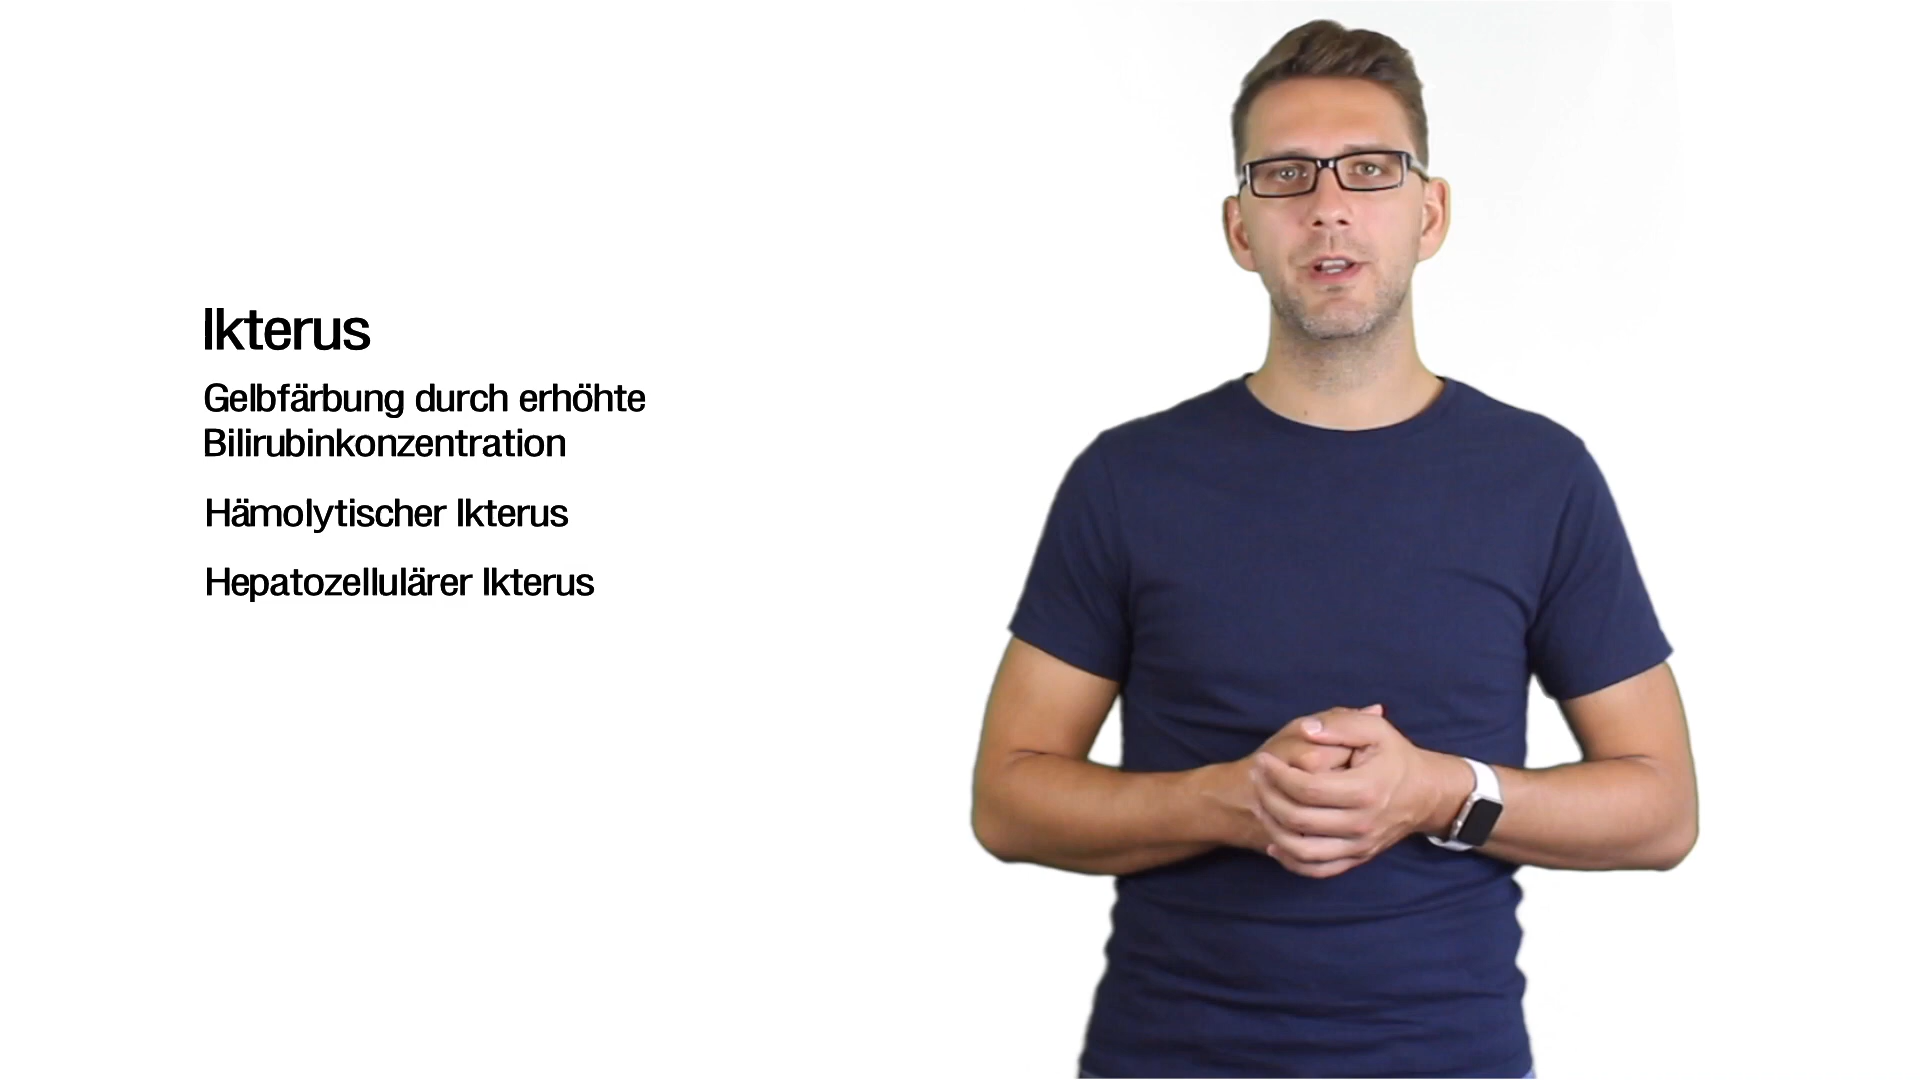 Ikterus
Gelbfärbung durch erhöhte
Bilirubinkonzentration
Hämolytischer Ikterus
Hepatozellulärer Ikterus